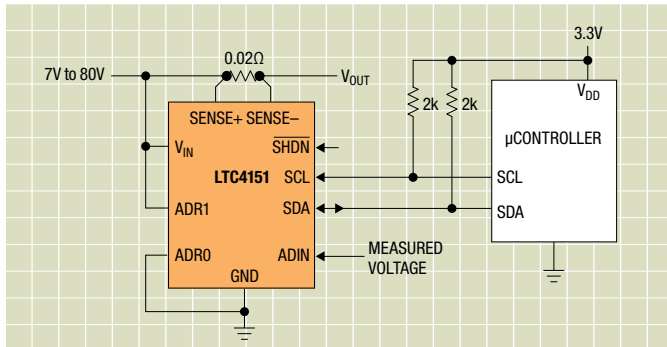 3.3V
0.02Ω
7V to 80V
VOUT
2k
2k
VDD
SENSE+ SENSE–
µCONTROLLER
VIN
SHDN
LTC4151
SCL
SCL
ADR1
SDA
SDA
ADR0
ADIN
MEASURED
VOLTAGE
GND